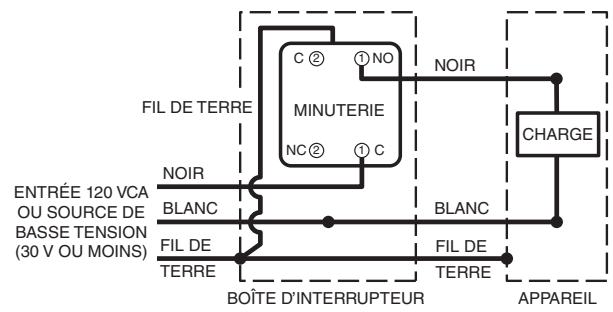 C ②
① NO
NOIR
FIL DE TERRE
MINUTERIE
CHARGE
NC ②
① C
NOIR
ENTRÉE 120 VCA
OU SOURCE DE
BASSE TENSION
(30 V OU MOINS)
BLANC
BLANC
FIL DE
TERRE
FIL DE
TERRE
BOÎTE D'INTERRUPTEUR
APPAREIL